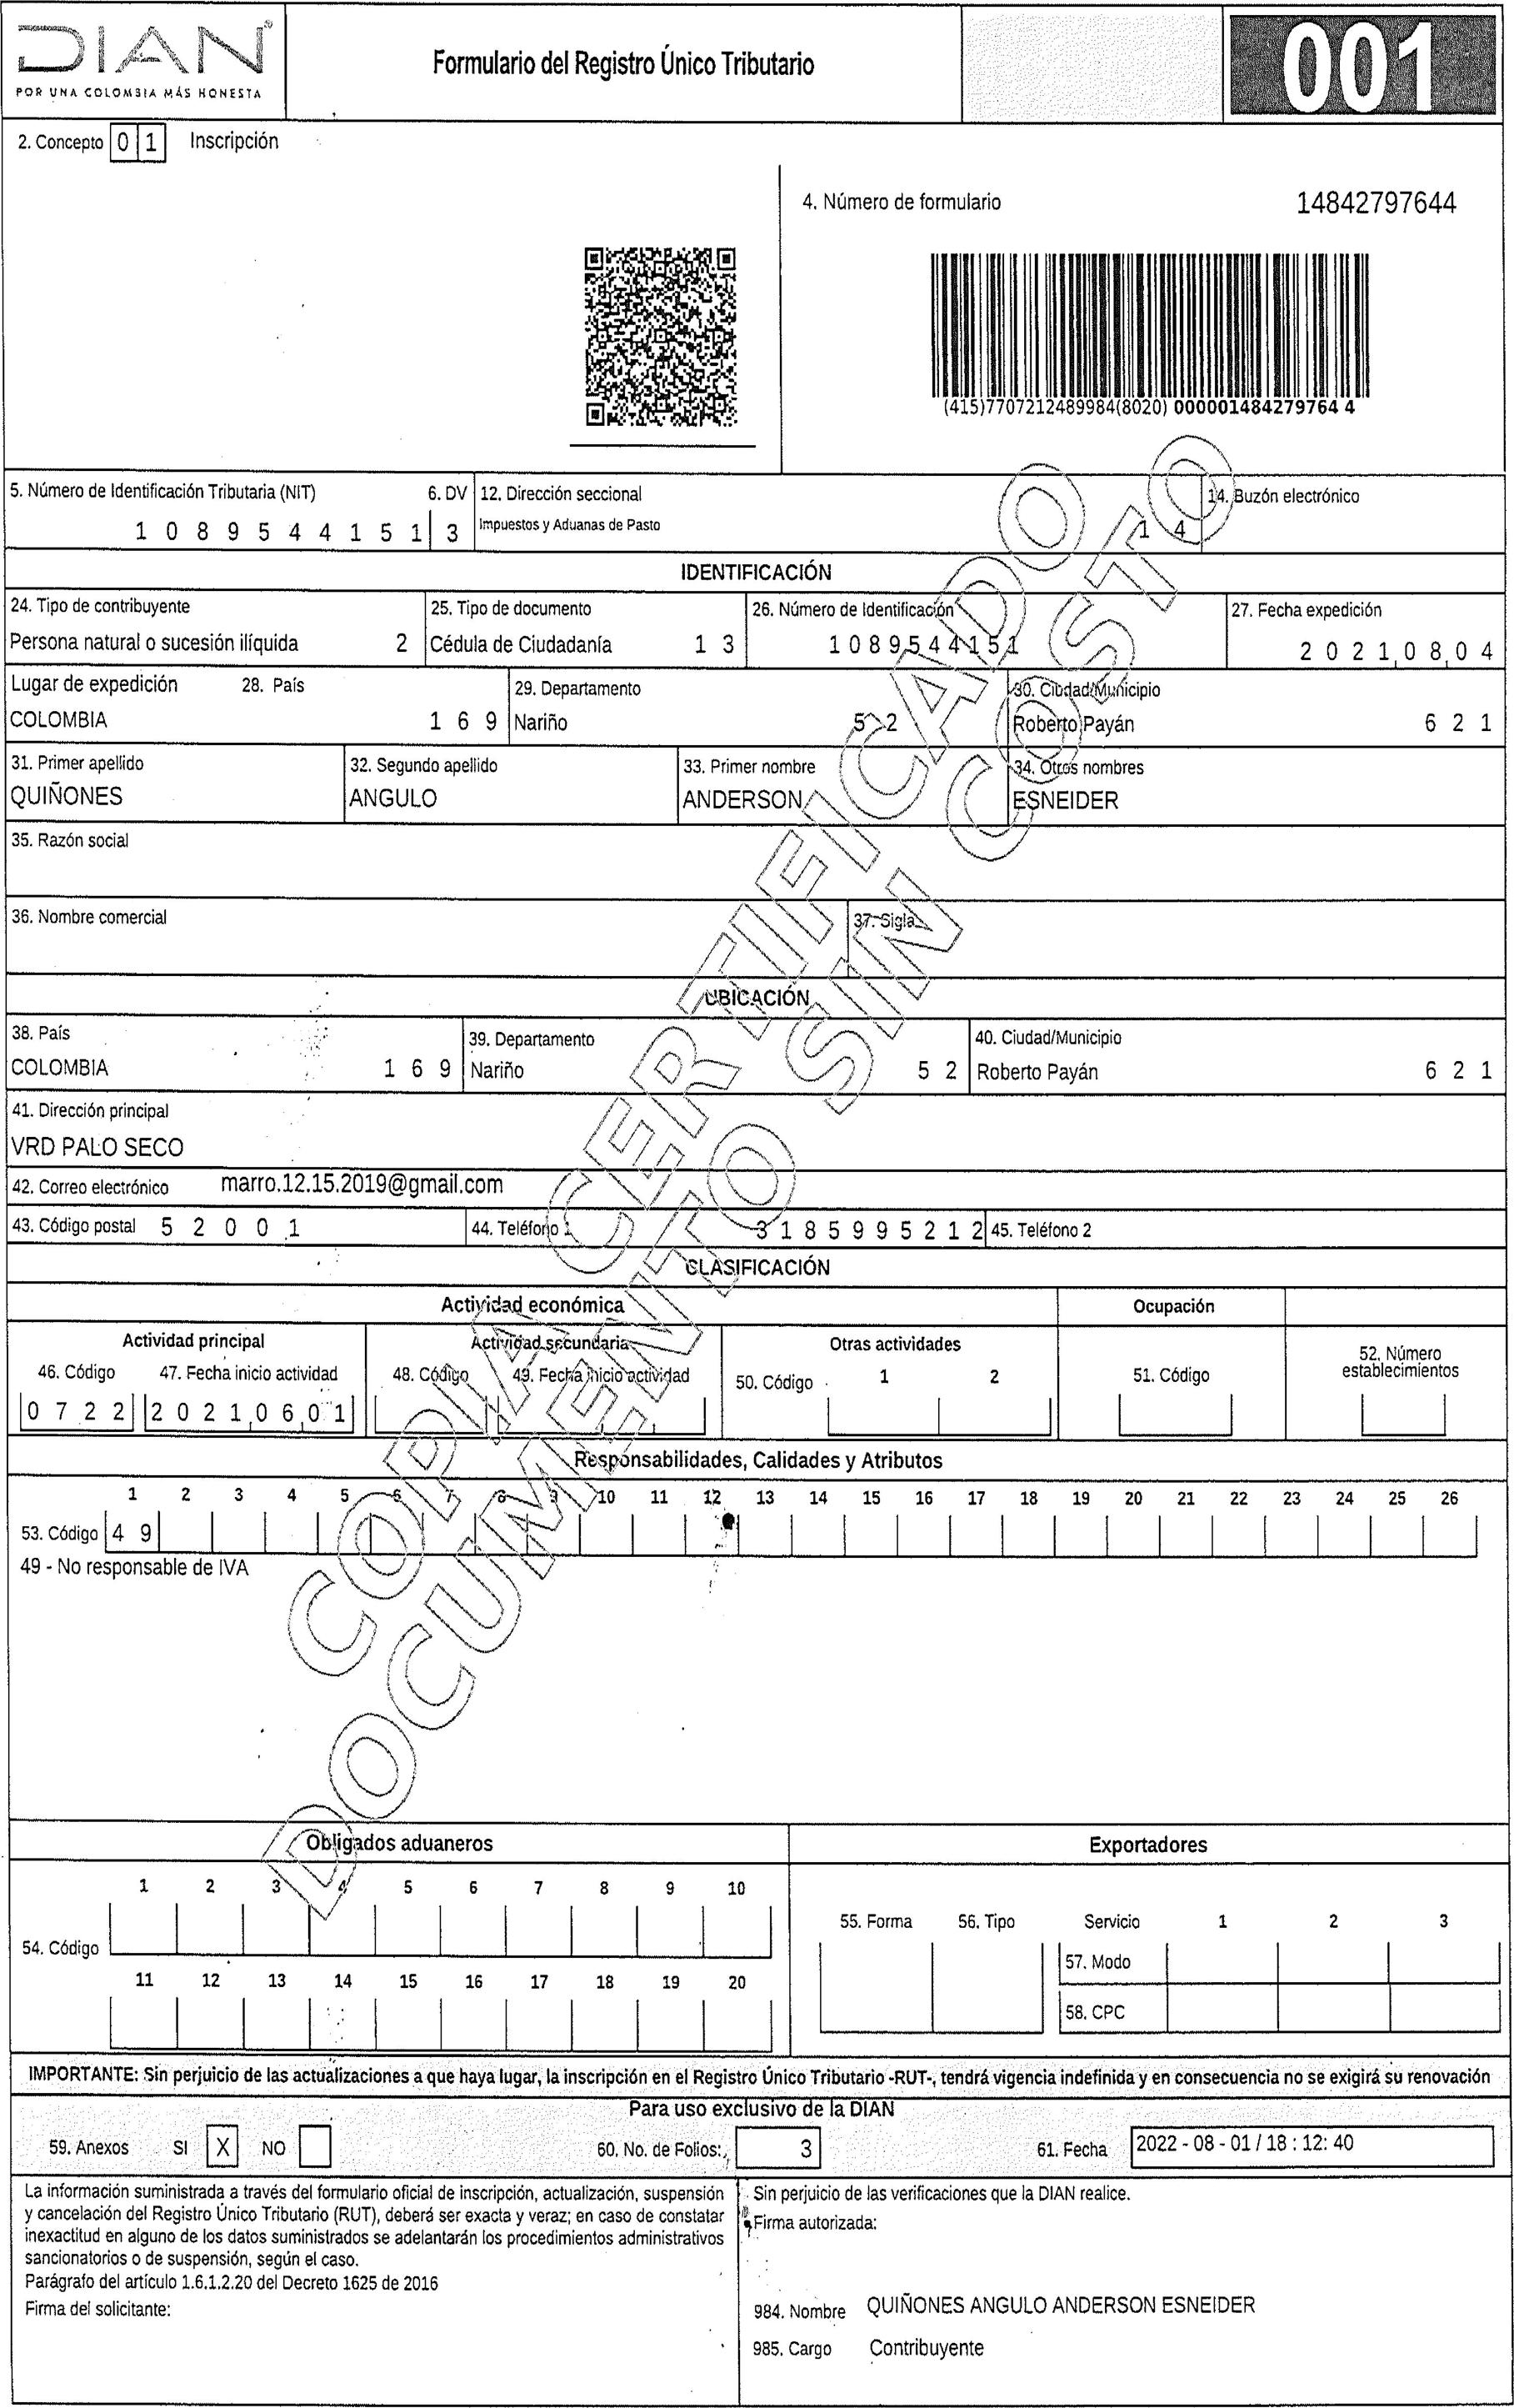 DIAN®
POR UNA COLOMBIA MÁS HONESTA
Formulario del Registro Único Tributario
001
2. Concepto 0 1 Inscripción
4. Número de formulario 14842797644
(415)7707212489984(8020) 000001484279764 4
5. Número de Identificación Tributaria (NIT) 6. DV 12. Dirección seccional 14. Buzón electrónico
1 0 8 9 5 4 4 1 5 1 3 Impuestos y Aduanas de Pasto 1 4
IDENTIFICACIÓN
24. Tipo de contribuyente 25. Tipo de documento 26. Número de Identificación 27. Fecha expedición
Persona natural o sucesión ilíquida 2 Cédula de Ciudadanía 1 3 1 0 8 9 5 4 4 1 5 1 2 0 2 1 0 8 0 4
Lugar de expedición 28. País 29. Departamento 30. Ciudad/Municipio
COLOMBIA 1 6 9 Nariño 5 2 Roberto Payán 6 2 1
31. Primer apellido 32. Segundo apellido 33. Primer nombre 34. Otros nombres
QUIÑONES ANGULO ANDERSON ESNEIDER
35. Razón social
36. Nombre comercial 37. Sigla
UBICACIÓN
38. País 39. Departamento 40. Ciudad/Municipio
COLOMBIA 1 6 9 Nariño 5 2 Roberto Payán 6 2 1
41. Dirección principal
VRD PALO SECO
42. Correo electrónico marro.12.15.2019@gmail.com
43. Código postal 5 2 0 0 1 44. Teléfono 1 3 1 8 5 9 9 5 2 1 2 45. Teléfono 2
CLASIFICACIÓN
Actividad económica Ocupación
Actividad principal Actividad secundaria Otras actividades 52. Número establecimientos
46. Código 47. Fecha inicio actividad 48. Código 49. Fecha inicio actividad 50. Código 1 2 51. Código
0 7 2 2 2 0 2 1 0 6 0 1
Responsabilidades, Calidades y Atributos
1 2 3 4 5 6 7 8 9 10 11 12 13 14 15 16 17 18 19 20 21 22 23 24 25 26
53. Código 4 9
49 - No responsable de IVA
COPIA CERTIFICADO
DOCUMENTO SIN COSTO
Obligados aduaneros Exportadores
1 2 3 4 5 6 7 8 9 10
55. Forma 56. Tipo Servicio 1 2 3
54. Código
57. Modo
11 12 13 14 15 16 17 18 19 20
58. CPC
IMPORTANTE: Sin perjuicio de las actualizaciones a que haya lugar, la inscripción en el Registro Único Tributario -RUT-, tendrá vigencia indefinida y en consecuencia no se exigirá su renovación
Para uso exclusivo de la DIAN
59. Anexos SI X NO 60. No. de Folios: 3 61. Fecha 2022 - 08 - 01 / 18 : 12: 40
La información suministrada a través del formulario oficial de inscripción, actualización, suspensión
y cancelación del Registro Único Tributario (RUT), deberá ser exacta y veraz; en caso de constatar
inexactitud en alguno de los datos suministrados se adelantarán los procedimientos administrativos
sancionatorios o de suspensión, según el caso.
Parágrafo del artículo 1.6.1.2.20 del Decreto 1625 de 2016
Firma del solicitante:
Sin perjuicio de las verificaciones que la DIAN realice.
Firma autorizada:
984. Nombre QUIÑONES ANGULO ANDERSON ESNEIDER
985. Cargo Contribuyente